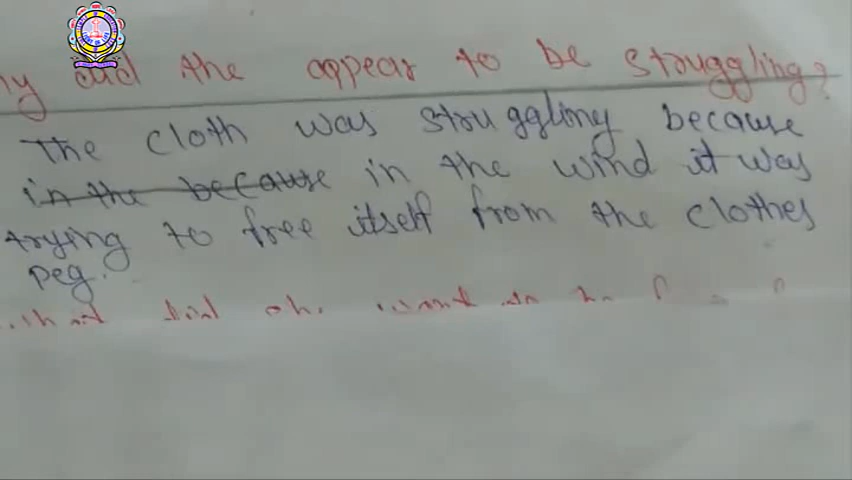 the appear to be struggling?
The cloth was struggling because
in the because in the wind it was
trying to free itself from the clothes
peg.